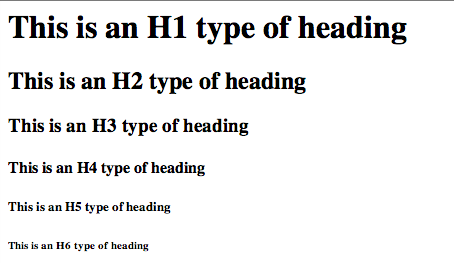 This is an H1 type of heading
This is an H2 type of heading
This is an H3 type of heading
This is an H4 type of heading
This is an H5 type of heading
This is an H6 type of heading